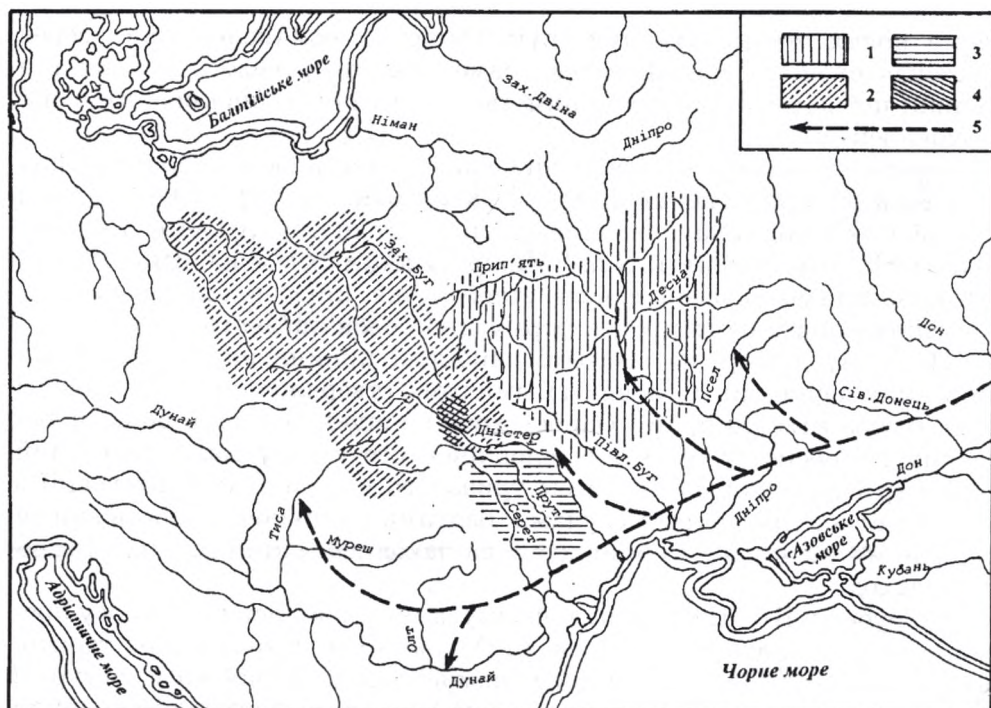 1
3
2
4
5
Балтійське море
Зах. Двіна
Німан
Дніпро
Зах. Буг
Прип'ять
Десна
Дон
Псел
Сів. Донець
Дунай
Дністер
Півд. Буг
Дон
Дніпро
Прут
Серет
Тиса
Муреш
Азовське
море
Кубань
Адріатичне море
Олт
Дунай
Чорне море